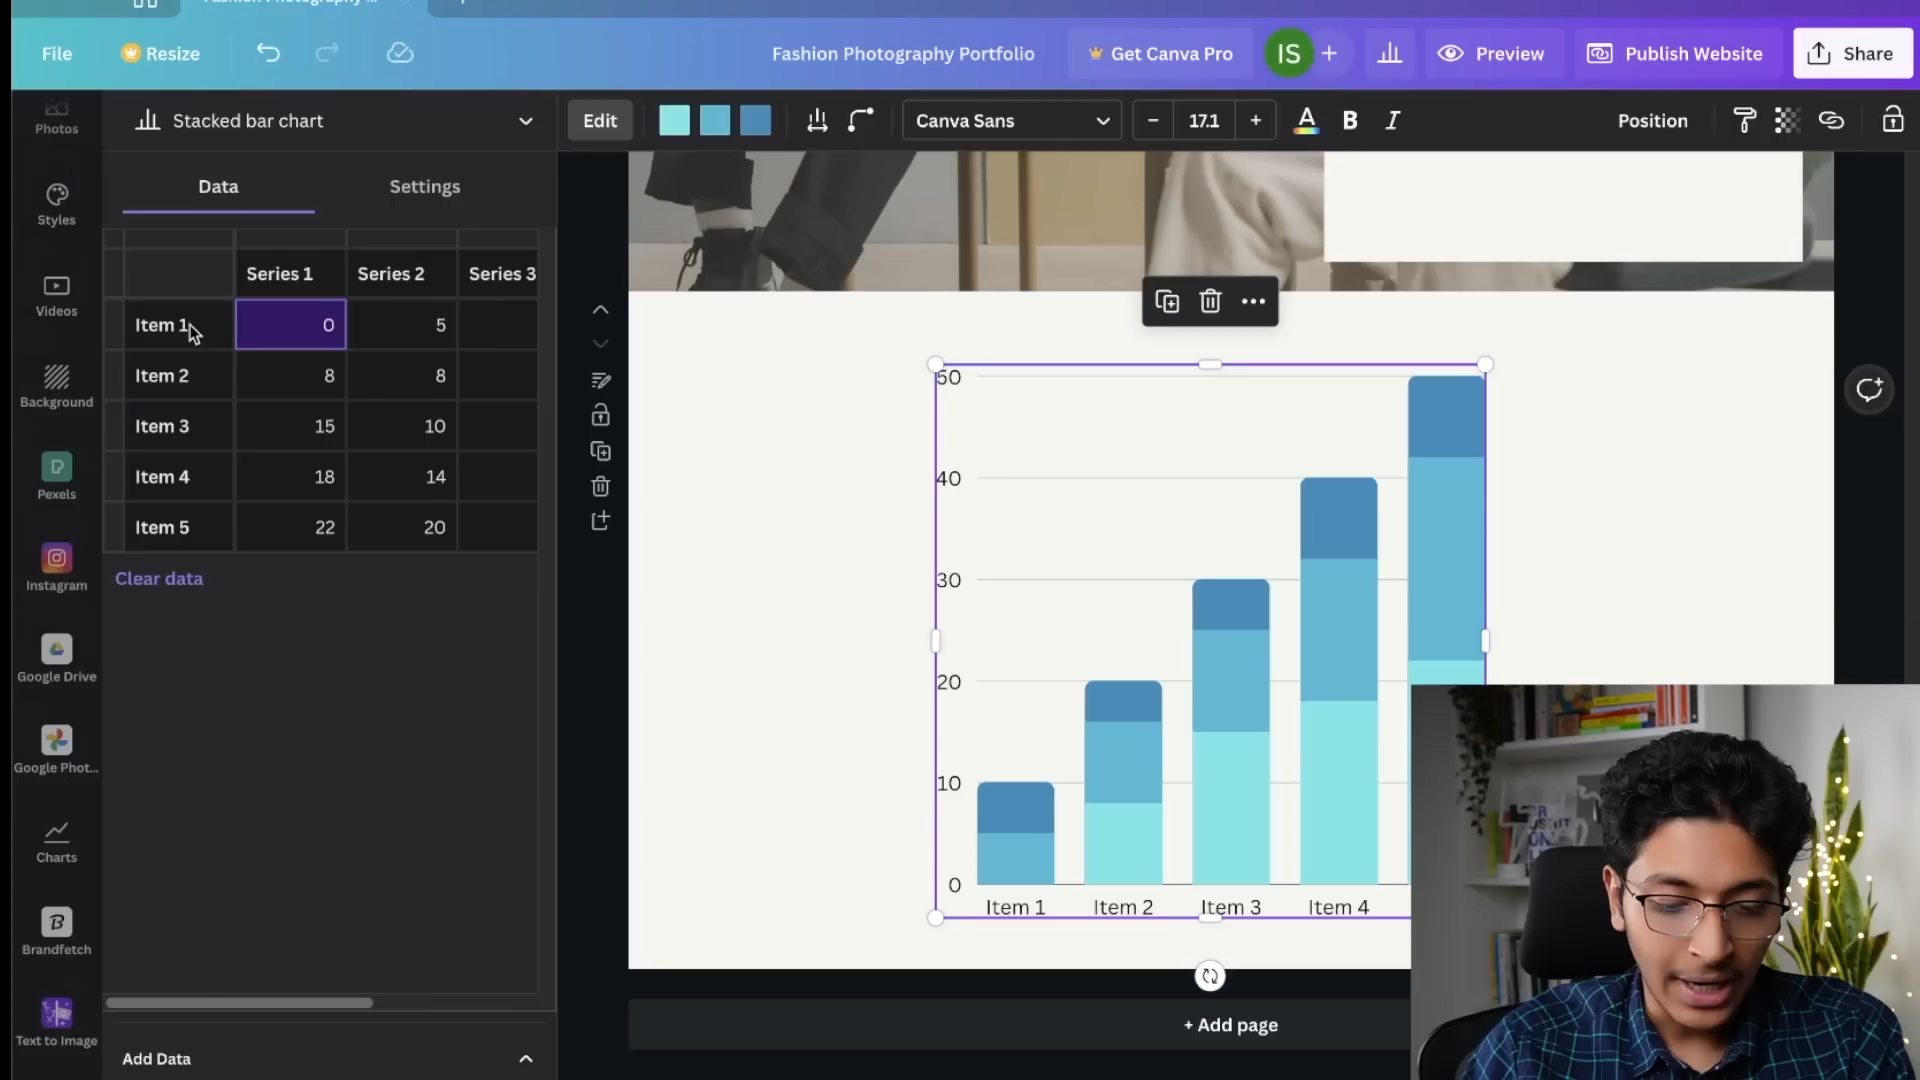 File
Resize
Fashion Photography Portfolio
Get Canva Pro
IS
+
Preview
Publish Website
Share
Photos
Stacked bar chart
Edit
Canva Sans
− 17.1 +
A B I
Position
Styles
Data
Settings
Videos
Series 1 Series 2 Series 3
Item 1 0 5
Item 2 8 8
Item 3 15 10
Item 4 18 14
Item 5 22 20
Clear data
Background
Pexels
Instagram
Google Drive
Google Phot...
Charts
Brandfetch
Text to Image
Add Data
50
40
30
20
10
0
Item 1 Item 2 Item 3 Item 4
+ Add page